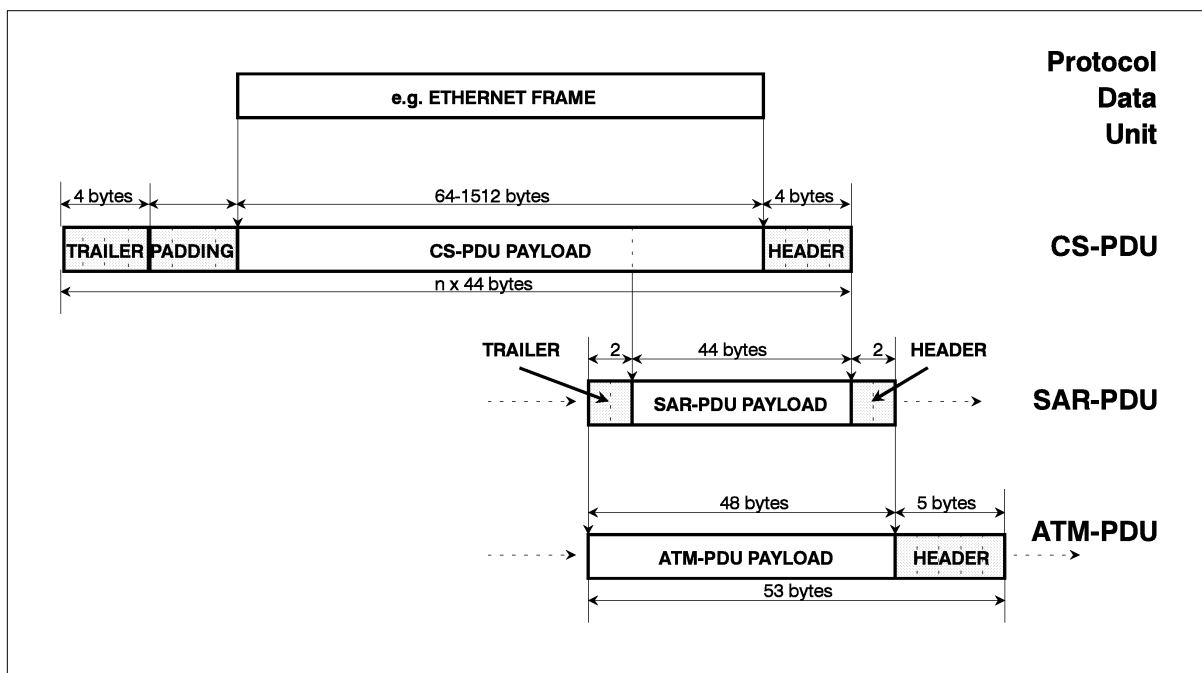 Protocol
Data
Unit
e.g. ETHERNET FRAME
4 bytes
64-1512 bytes
4 bytes
TRAILER
PADDING
CS-PDU PAYLOAD
HEADER
CS-PDU
n x 44 bytes
TRAILER
2
44 bytes
2
HEADER
SAR-PDU PAYLOAD
SAR-PDU
48 bytes
5 bytes
ATM-PDU PAYLOAD
HEADER
ATM-PDU
53 bytes